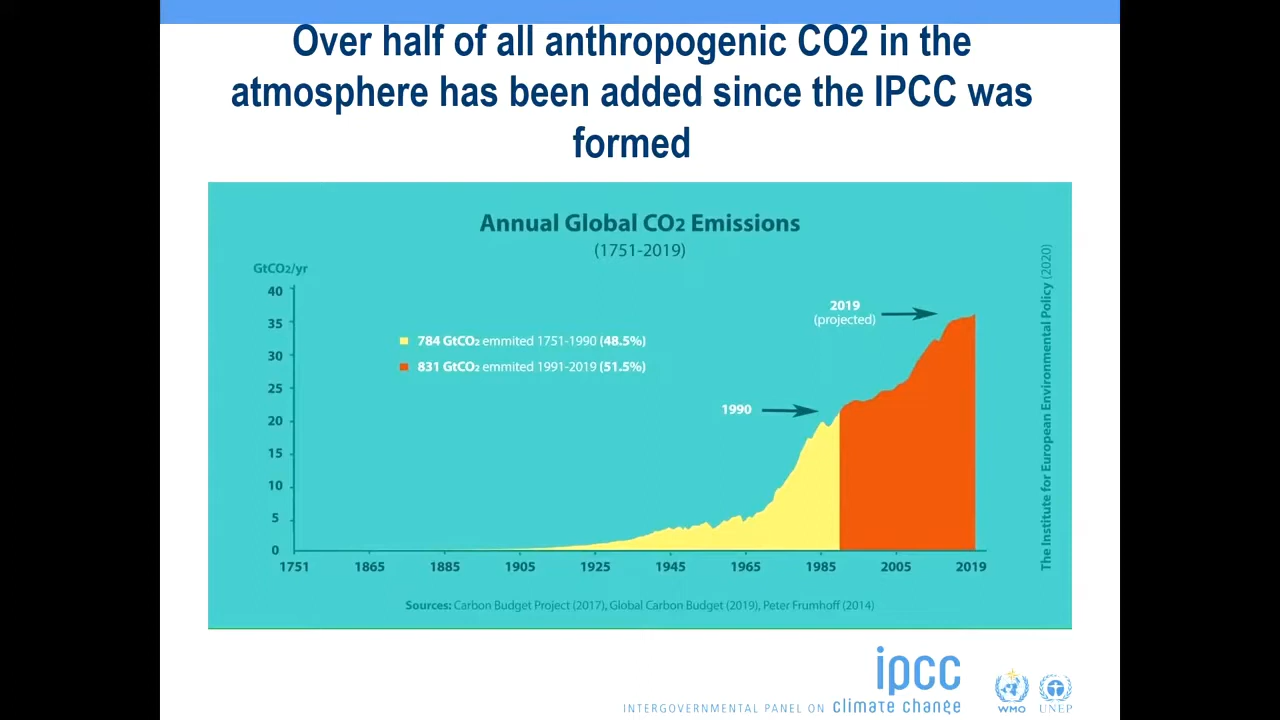 Over half of all anthropogenic CO2 in the
atmosphere has been added since the IPCC was
formed
Annual Global CO2 Emissions
(1751-2019)
GtCO2/yr
40
35
30
25
20
15
10
5
0
784 GtCO2 emmited 1751-1990 (48.5%)
831 GtCO2 emmited 1991-2019 (51.5%)
2019
(projected)
1990
1751 1865 1885 1905 1925 1945 1965 1985 2005 2019
The Institute for European Environmental Policy (2020)
Sources: Carbon Budget Project (2017), Global Carbon Budget (2019), Peter Frumhoff (2014)
ipcc
INTERGOVERNMENTAL PANEL ON climate change
WMO
UNEP